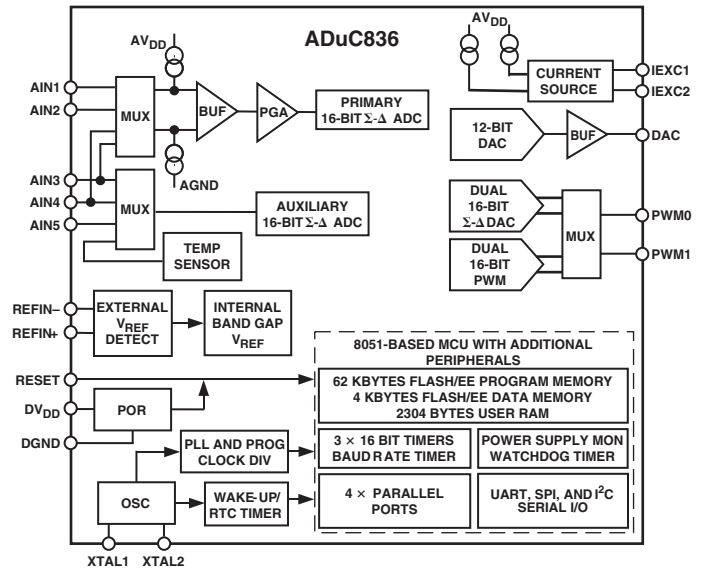 ADuC836
AVDD
AVDD
AIN1
AIN2
AIN3
AIN4
AIN5
MUX
BUF
PGA
PRIMARY
16-BIT Σ-Δ ADC
AGND
MUX
AUXILIARY
16-BIT Σ-Δ ADC
TEMP
SENSOR
CURRENT
SOURCE
IEXC1
IEXC2
12-BIT
DAC
BUF
DAC
DUAL
16-BIT
Σ-Δ DAC
DUAL
16-BIT
PWM
MUX
PWM0
PWM1
REFIN–
REFIN+
EXTERNAL
VREF
DETECT
INTERNAL
BAND GAP
VREF
RESET
DVDD
DGND
POR
8051-BASED MCU WITH ADDITIONAL
PERIPHERALS
62 KBYTES FLASH/EE PROGRAM MEMORY
4 KBYTES FLASH/EE DATA MEMORY
2304 BYTES USER RAM
PLL AND PROG
CLOCK DIV
3 × 16 BIT TIMERS
BAUD RATE TIMER
POWER SUPPLY MON
WATCHDOG TIMER
OSC
WAKE-UP/
RTC TIMER
4 × PARALLEL
PORTS
UART, SPI, AND I2C
SERIAL I/O
XTAL1
XTAL2